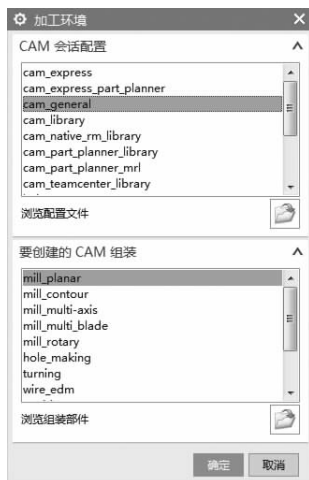 加工环境
CAM 会话配置
cam_express
cam_express_part_planner
cam_general
cam_library
cam_native_rm_library
cam_part_planner_library
cam_part_planner_mrl
cam_teamcenter_library
浏览配置文件
要创建的 CAM 组装
mill_planar
mill_contour
mill_multi-axis
mill_multi_blade
mill_rotary
hole_making
turning
wire_edm
浏览组装部件
确定
取消